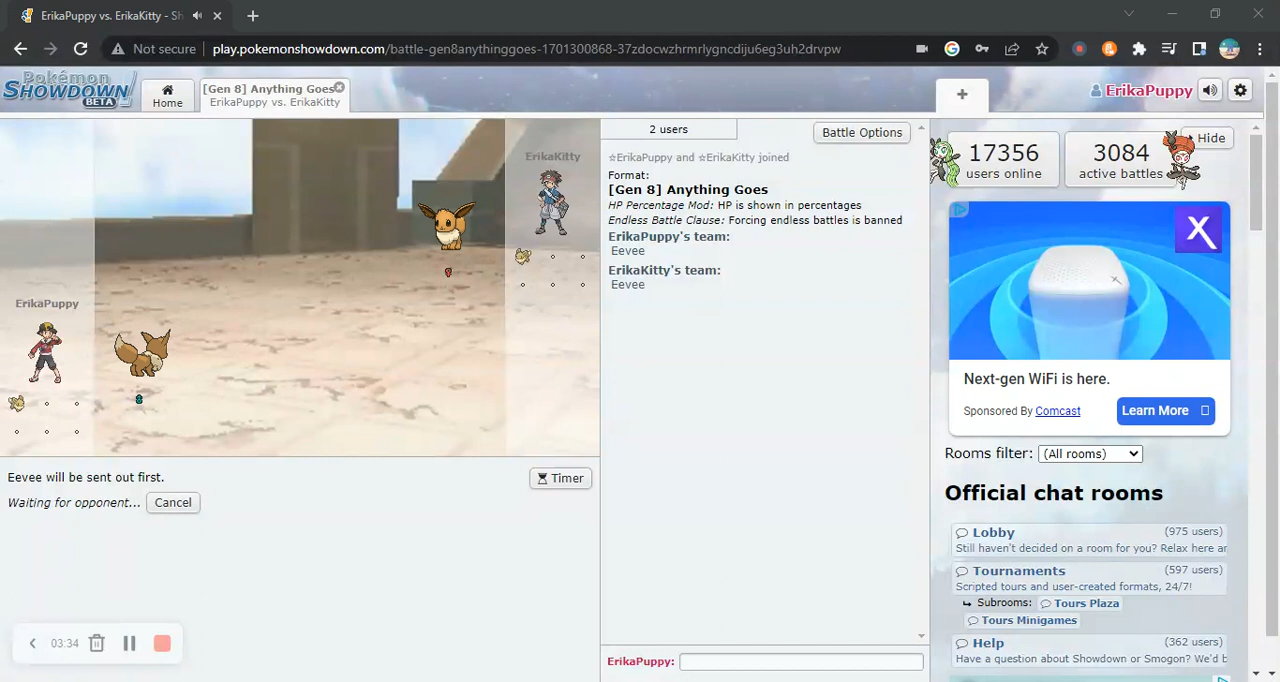 ErikaPuppy vs. ErikaKitty - Sh
Not secure
play.pokemonshowdown.com/battle-gen8anythinggoes-1701300868-37zdocwzhrmrlygncdiju6eg3uh2drvpw
Pokémon
SHOWDOWN
BETA
Home
[Gen 8] Anything Goes
ErikaPuppy vs. ErikaKitty
+
ErikaPuppy
ErikaKitty
ErikaPuppy
2 users
Battle Options
☆ErikaPuppy and ☆ErikaKitty joined
Format:
[Gen 8] Anything Goes
HP Percentage Mod: HP is shown in percentages
Endless Battle Clause: Forcing endless battles is banned
ErikaPuppy's team:
Eevee
ErikaKitty's team:
Eevee
Eevee will be sent out first.
Timer
Waiting for opponent...
Cancel
03:34
ErikaPuppy:
17356
users online
3084
active battles
Hide
X
Next-gen WiFi is here.
Sponsored By Comcast
Learn More
Rooms filter:
(All rooms)
Official chat rooms
Lobby
(975 users)
Still haven't decided on a room for you? Relax here ar
Tournaments
(597 users)
Scripted tours and user-created formats, 24/7!
Subrooms:
Tours Plaza
Tours Minigames
Help
(362 users)
Have a question about Showdown or Smogon? We'd b